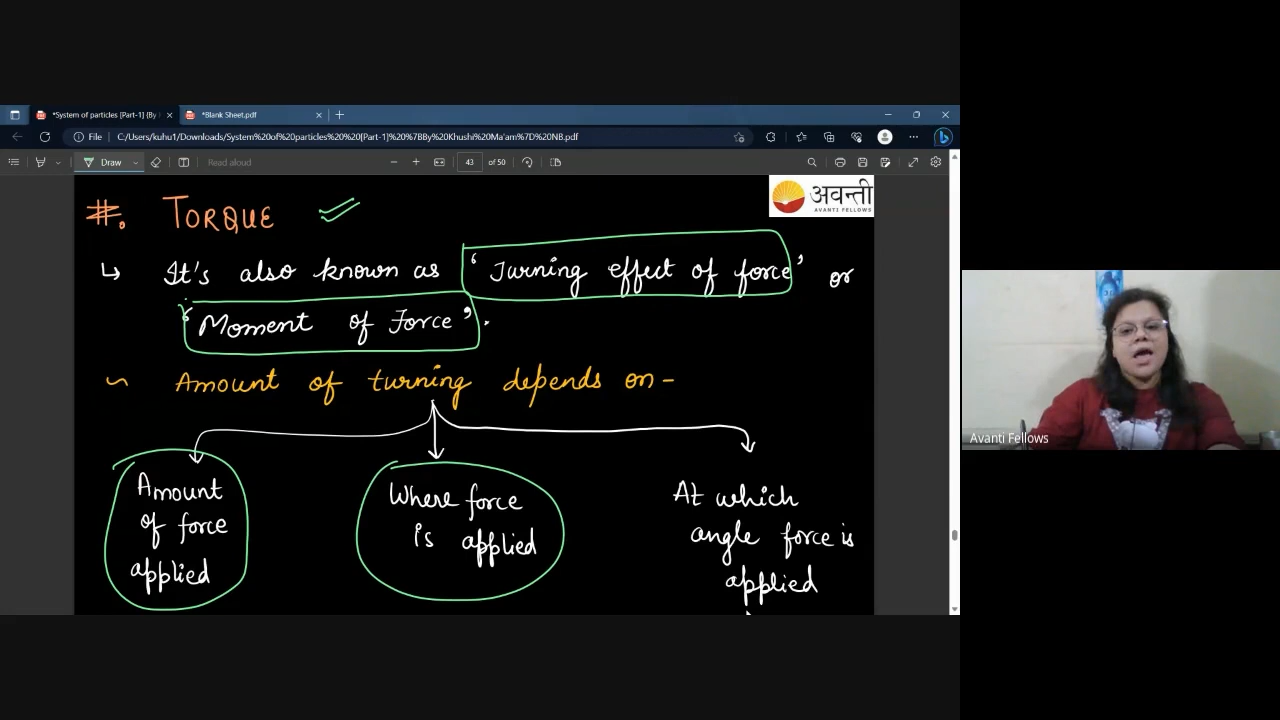 *System of particles [Part-1] [By
*Blank Sheet.pdf
File
C:/Users/kuhu1/Downloads/System%20of%20particles%20%20[Part-1]%20%7BBy%20Khushi%20Ma'am%7D%20NB.pdf
Draw
Read aloud
43 of 50
अवन्ती
AVANTI FELLOWS
#. TORQUE
↳ It's also known as 'Turning effect of force' or
'Moment of Force'.
~ Amount of turning depends on-
Amount
of force
applied
Where force
is applied
At which
angle force is
applied
Avanti Fellows